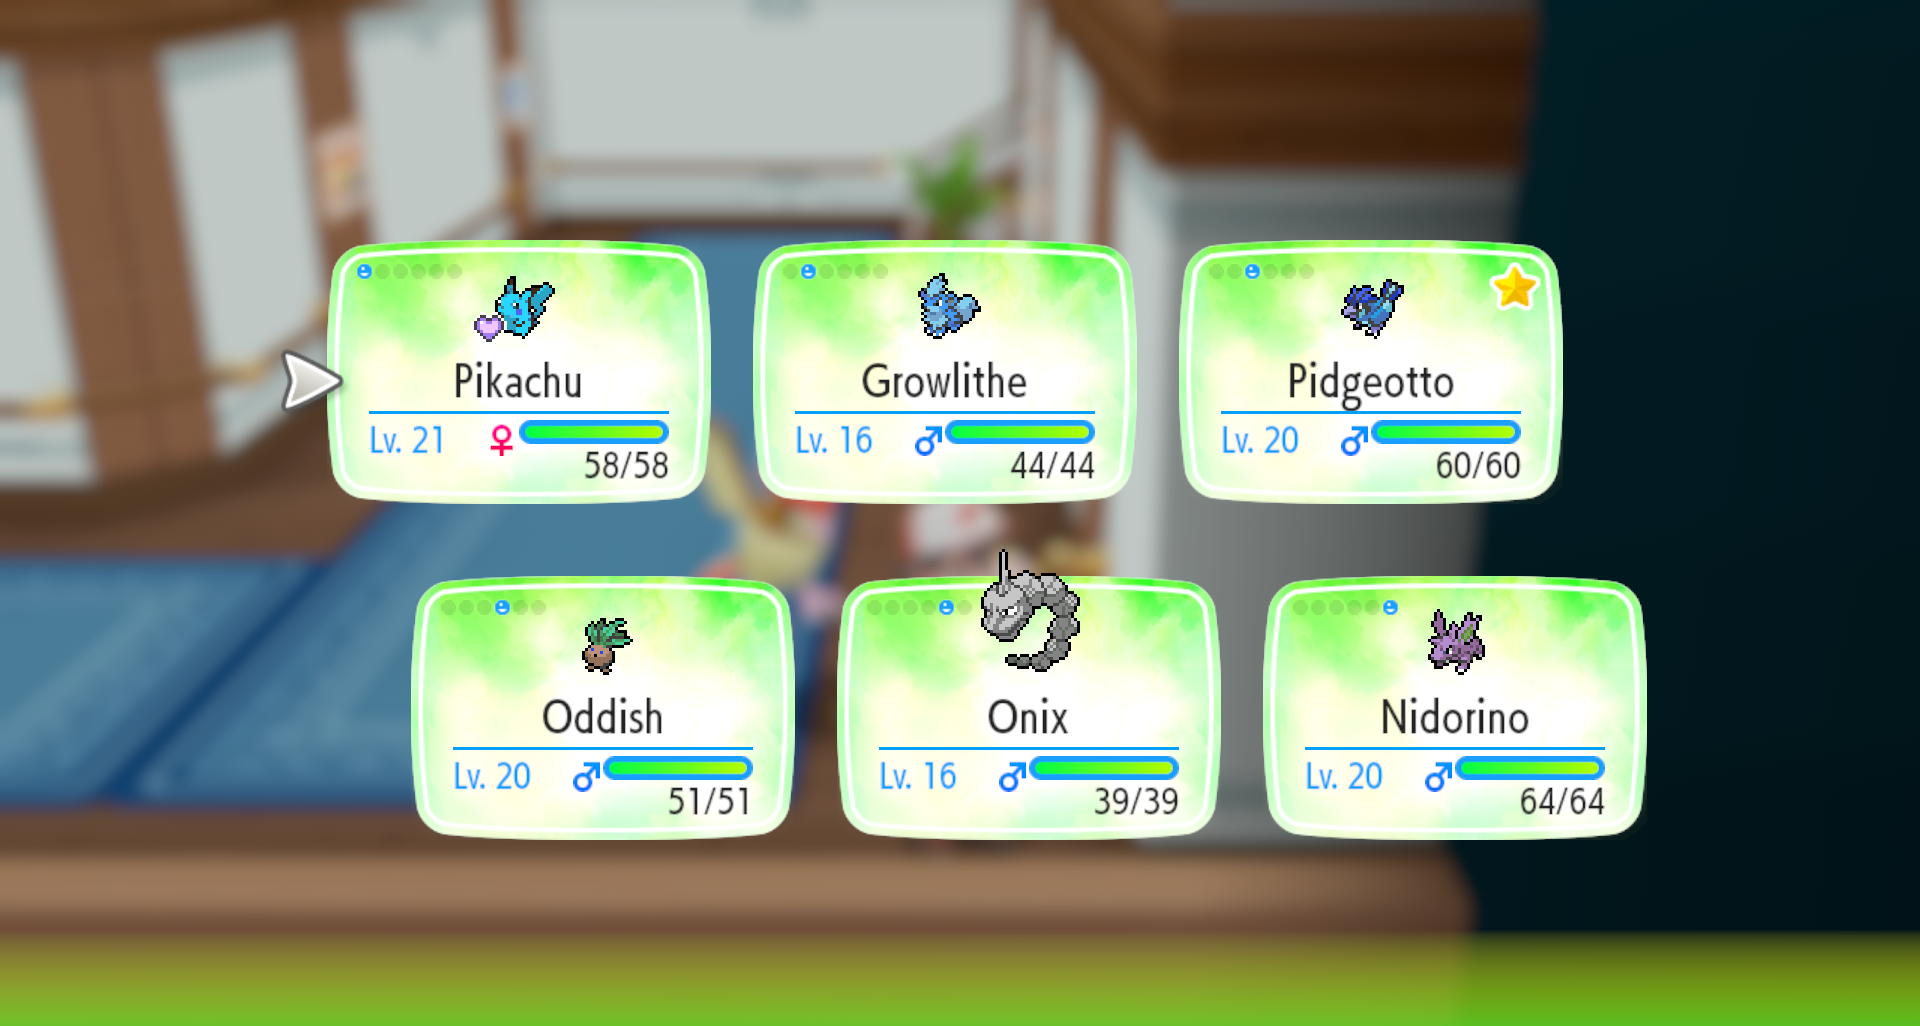 Pikachu
Lv. 21 ♀
58/58
Growlithe
Lv. 16 ♂
44/44
Pidgeotto
Lv. 20 ♂
60/60
Oddish
Lv. 20 ♂
51/51
Onix
Lv. 16 ♂
39/39
Nidorino
Lv. 20 ♂
64/64